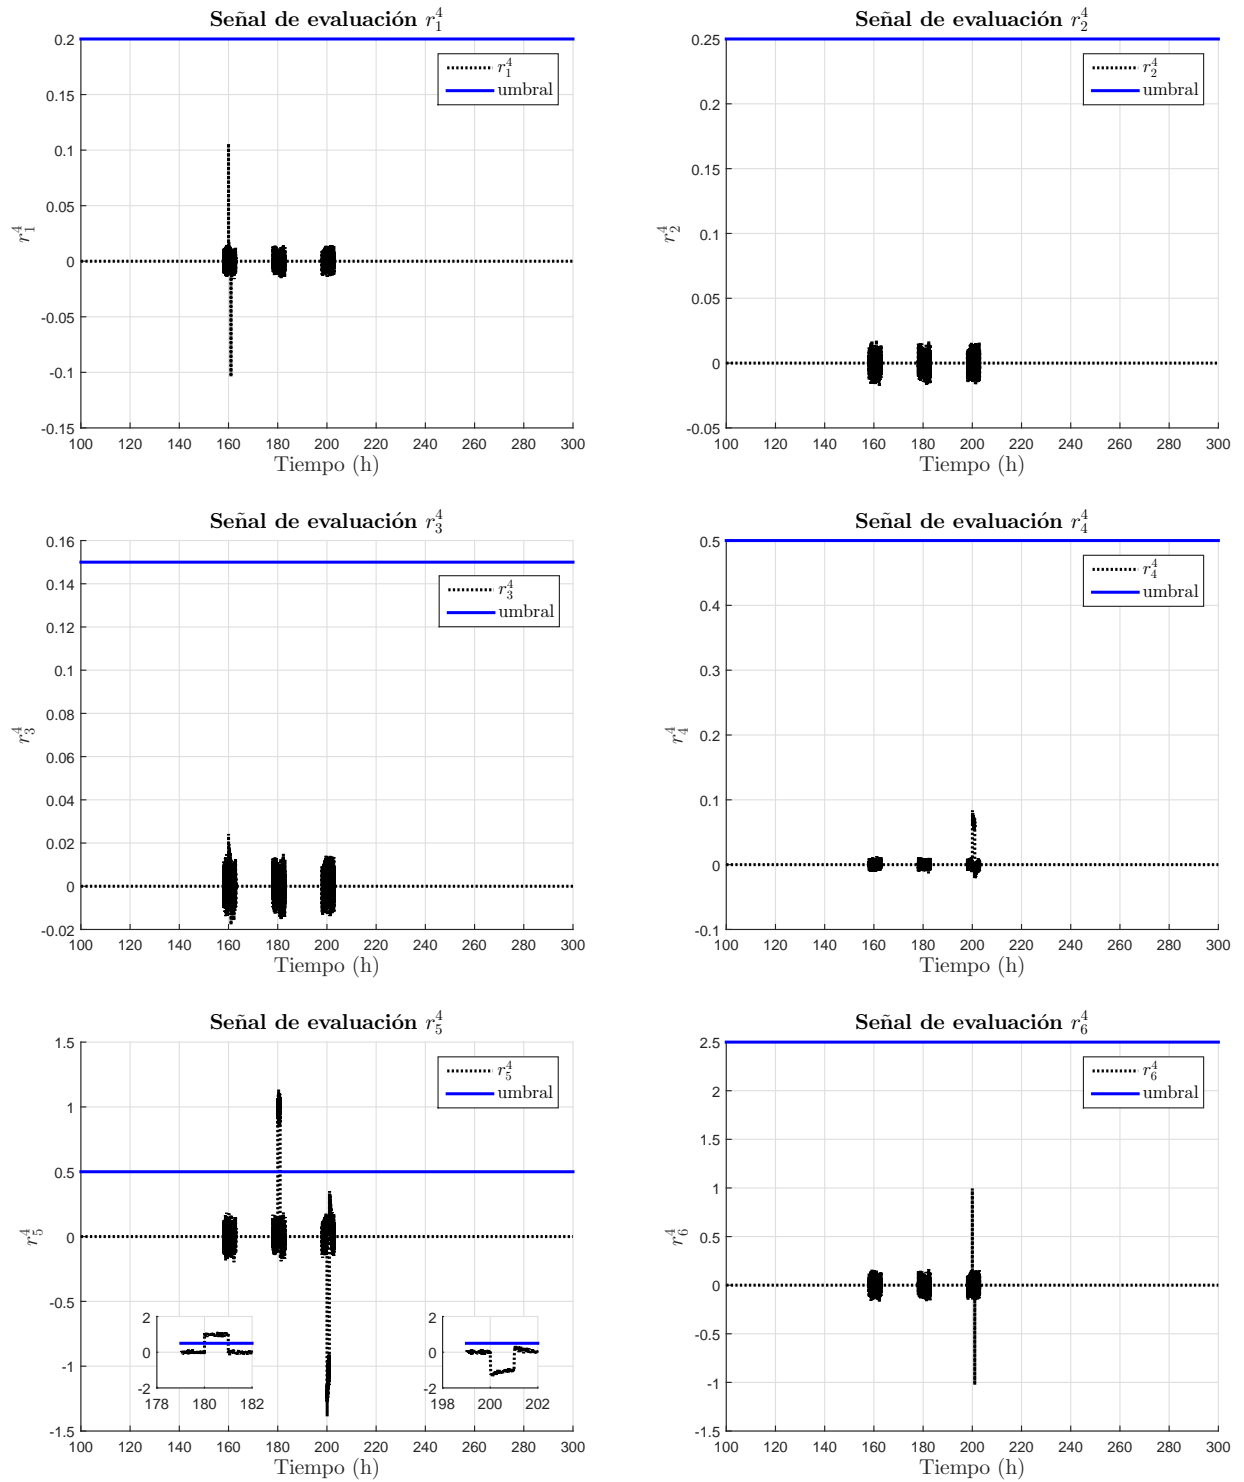 Señal de evaluación r_1^4
0.2
0.15
0.1
0.05
0
-0.05
-0.1
-0.15
r_1^4
r_1^4
umbral
100 120 140 160 180 200 220 240 260 280 300
Tiempo (h)
Señal de evaluación r_2^4
0.25
0.2
0.15
0.1
0.05
0
-0.05
r_2^4
r_2^4
umbral
100 120 140 160 180 200 220 240 260 280 300
Tiempo (h)
Señal de evaluación r_3^4
0.16
0.14
0.12
0.1
0.08
0.06
0.04
0.02
0
-0.02
r_3^4
r_3^4
umbral
100 120 140 160 180 200 220 240 260 280 300
Tiempo (h)
Señal de evaluación r_4^4
0.5
0.4
0.3
0.2
0.1
0
-0.1
r_4^4
r_4^4
umbral
100 120 140 160 180 200 220 240 260 280 300
Tiempo (h)
Señal de evaluación r_5^4
1.5
1
0.5
0
-0.5
-1
-1.5
r_5^4
r_5^4
umbral
2
0
-2
178 180 182
2
0
-2
198 200 202
100 120 140 160 180 200 220 240 260 280 300
Tiempo (h)
Señal de evaluación r_6^4
2.5
2
1.5
1
0.5
0
-0.5
-1
-1.5
r_6^4
r_6^4
umbral
100 120 140 160 180 200 220 240 260 280 300
Tiempo (h)